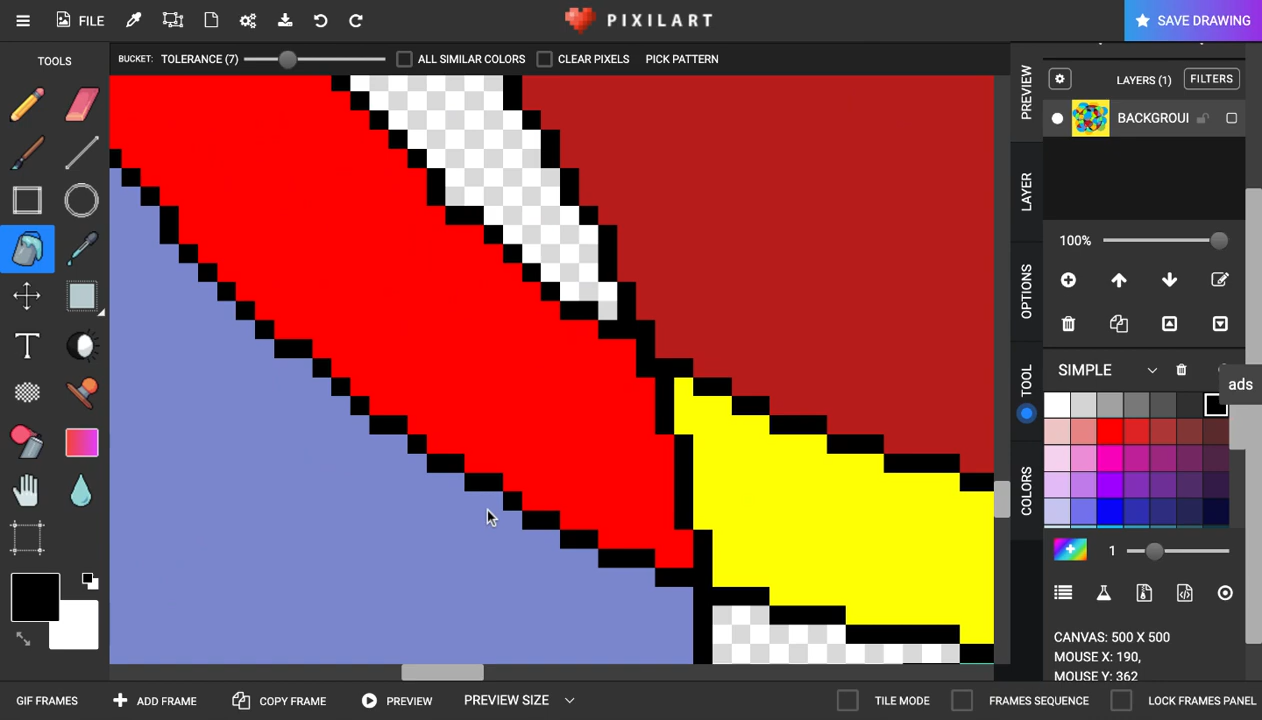 FILE
PIXILART
SAVE DRAWING
TOOLS
BUCKET: TOLERANCE (7)
ALL SIMILAR COLORS
CLEAR PIXELS
PICK PATTERN
PREVIEW
LAYER
OPTIONS
TOOL
COLORS
LAYERS (1)
FILTERS
BACKGROUI
100%
SIMPLE
ads
T
1
CANVAS: 500 X 500
MOUSE X: 190,
MOUSE Y: 362
GIF FRAMES
ADD FRAME
COPY FRAME
PREVIEW
PREVIEW SIZE
TILE MODE
FRAMES SEQUENCE
LOCK FRAMES PANEL